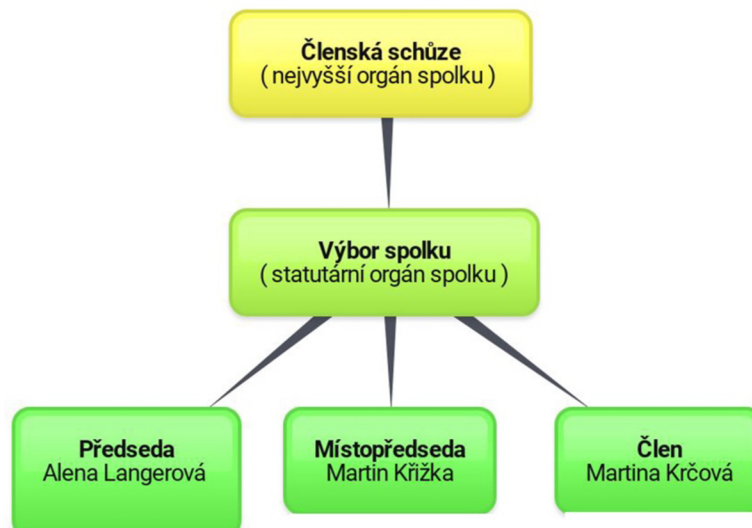 Členská schůze
( nejvyšší orgán spolku )
Výbor spolku
( statutární orgán spolku )
Předseda
Alena Langerová
Místopředseda
Martin Křižka
Člen
Martina Krčová